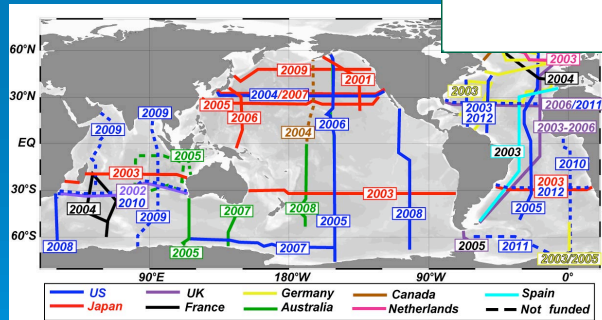 60°N
30°N
EQ
30°S
60°S
2009
2001
2004/2007
2005
2006
2004
2006
2009
2009
2005
2003
2002
2010
2004
2009
2008
2005
2007
2007
2008
2005
2008
2003
2003
2003
2004
2003
2012
2006/2011
2003-2006
2003
2010
2003
2012
2005
2005
2011
2003/2005
90°E
180°W
90°W
0
US
UK
Germany
Canada
Spain
Japan
France
Australia
Netherlands
Not funded